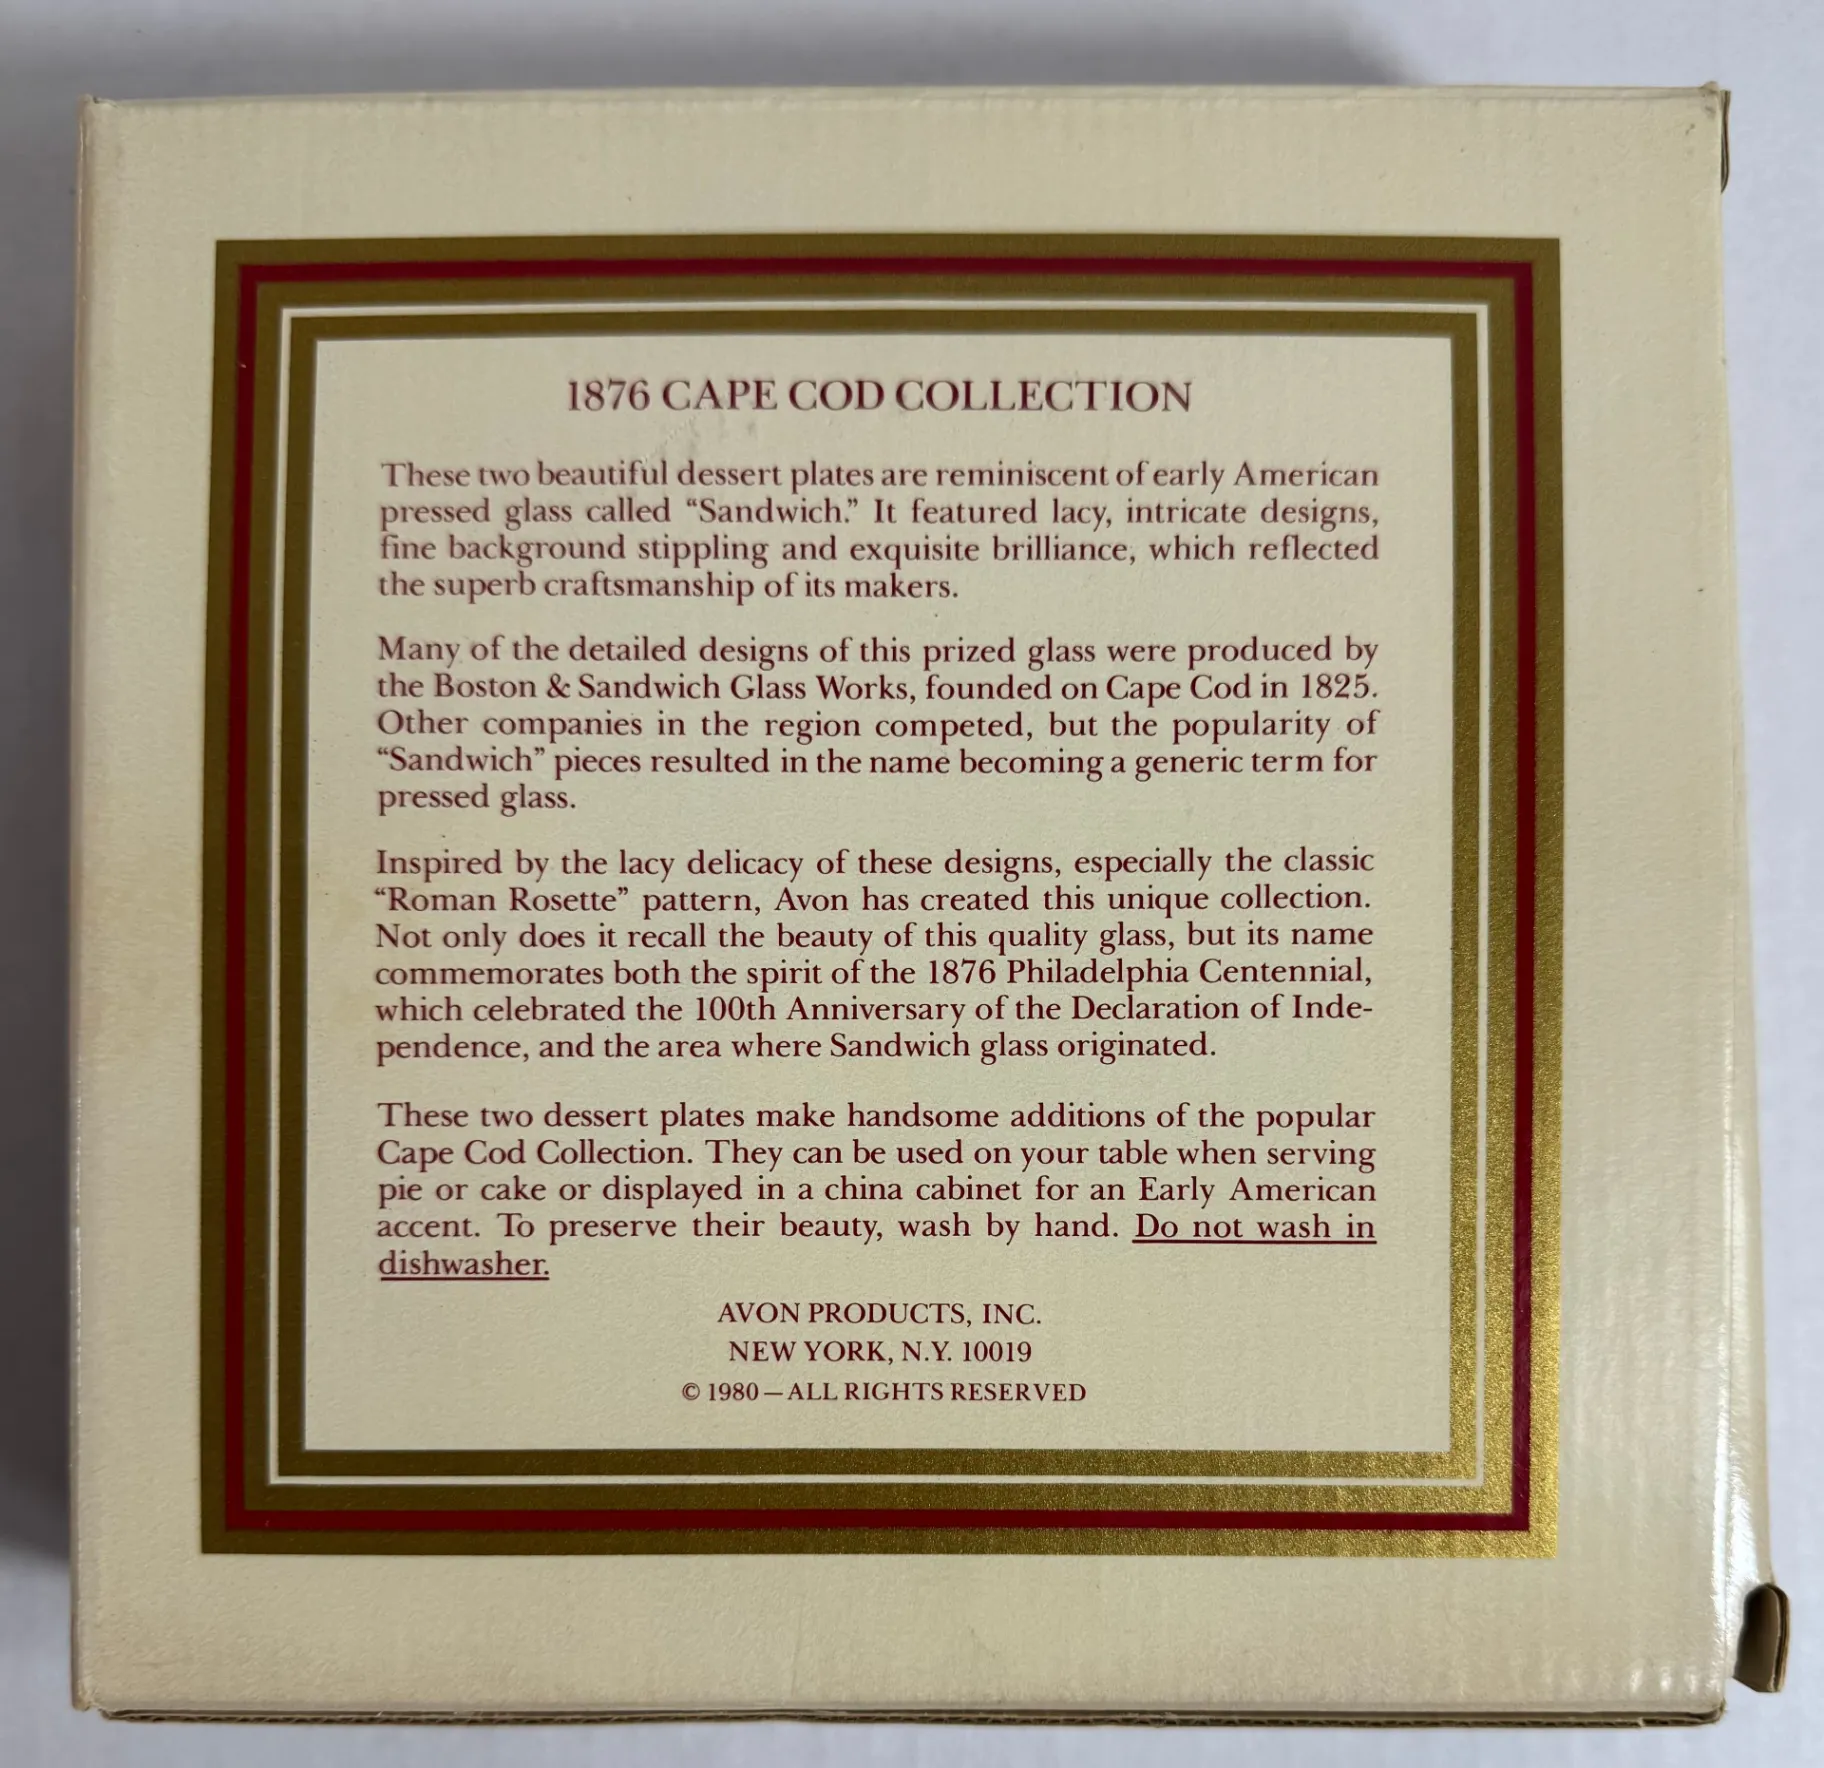 1876 CAPE COD COLLECTION
These two beautiful dessert plates are reminiscent of early American
pressed glass called “Sandwich.” It featured lacy, intricate designs,
fine background stippling and exquisite brilliance, which reflected
the superb craftsmanship of its makers.
Many of the detailed designs of this prized glass were produced by
the Boston & Sandwich Glass Works, founded on Cape Cod in 1825.
Other companies in the region competed, but the popularity of
“Sandwich” pieces resulted in the name becoming a generic term for
pressed glass.
Inspired by the lacy delicacy of these designs, especially the classic
“Roman Rosette” pattern, Avon has created this unique collection.
Not only does it recall the beauty of this quality glass, but its name
commemorates both the spirit of the 1876 Philadelphia Centennial,
which celebrated the 100th Anniversary of the Declaration of Inde-
pendence, and the area where Sandwich glass originated.
These two dessert plates make handsome additions of the popular
Cape Cod Collection. They can be used on your table when serving
pie or cake or displayed in a china cabinet for an Early American
accent. To preserve their beauty, wash by hand. Do not wash in
dishwasher.
AVON PRODUCTS, INC.
NEW YORK, N.Y. 10019
© 1980 — ALL RIGHTS RESERVED